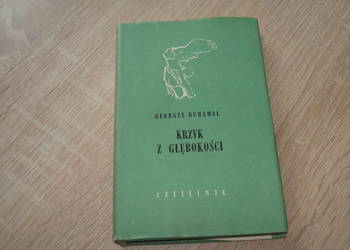 GEORGES DUHAMEL
KRZYK
Z GŁĘBOKOŚCI
CZYTELNIK